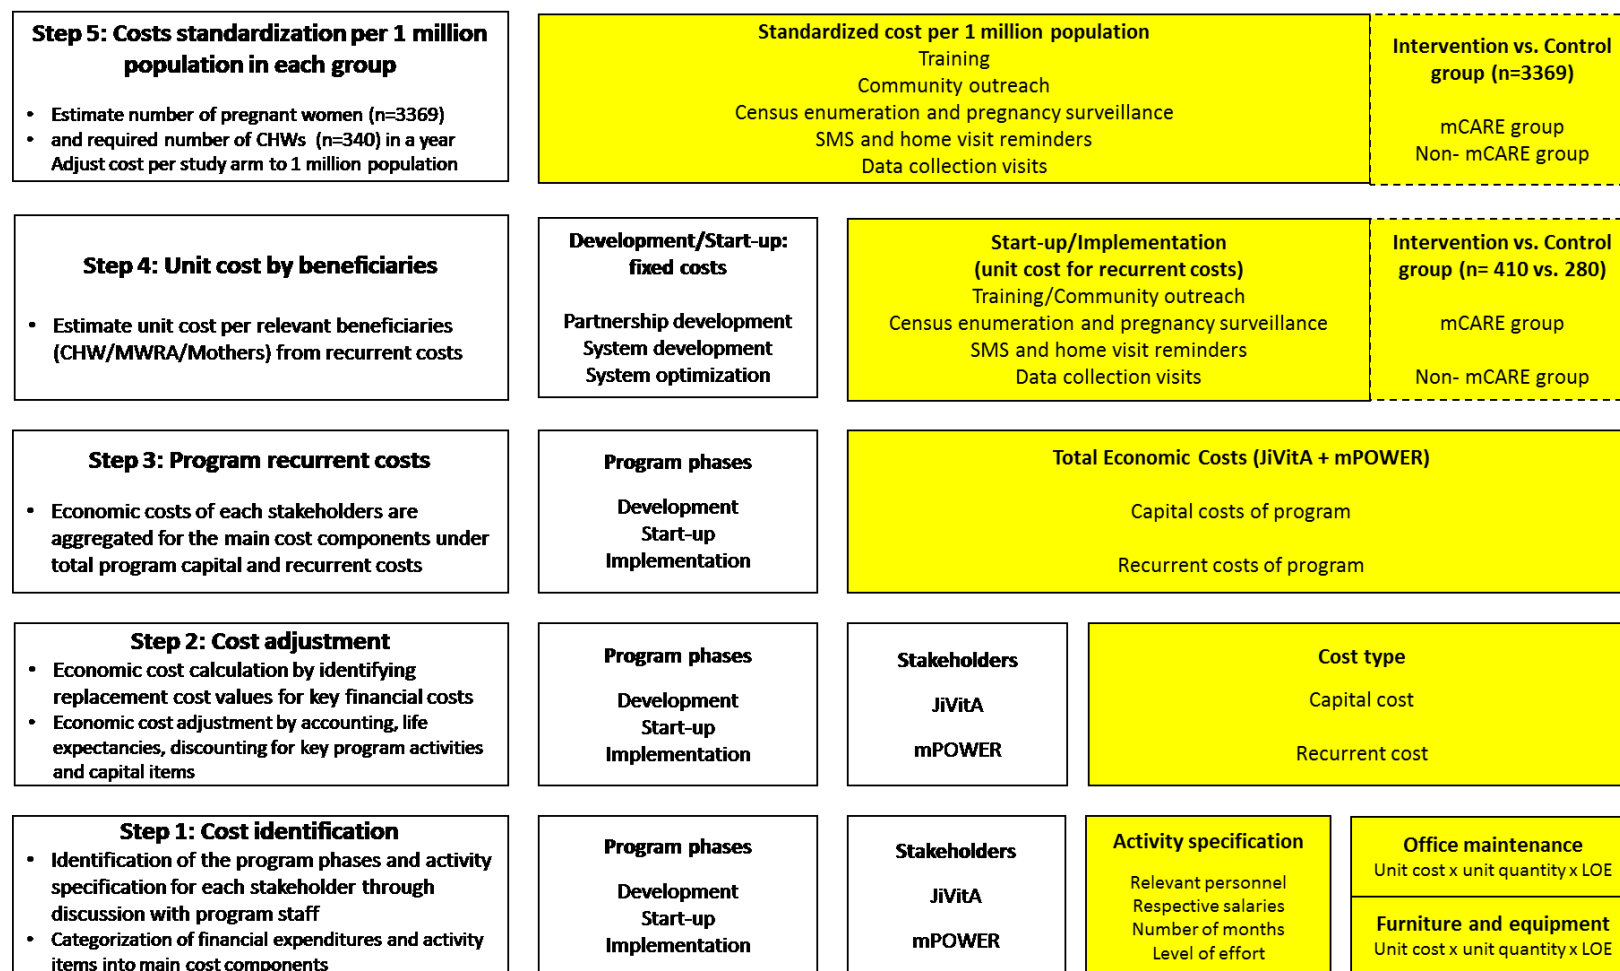 Step 5: Costs standardization per 1 million
population in each group
• Estimate number of pregnant women (n=3369)
• and required number of CHWs (n=340) in a year
Adjust cost per study arm to 1 million population
Standardized cost per 1 million population
Training
Community outreach
Census enumeration and pregnancy surveillance
SMS and home visit reminders
Data collection visits
Intervention vs. Control
group (n=3369)
mCARE group
Non- mCARE group
Step 4: Unit cost by beneficiaries
• Estimate unit cost per relevant beneficiaries
(CHW/MWRA/Mothers) from recurrent costs
Development/Start-up:
fixed costs
Partnership development
System development
System optimization
Start-up/Implementation
(unit cost for recurrent costs)
Training/Community outreach
Census enumeration and pregnancy surveillance
SMS and home visit reminders
Data collection visits
Intervention vs. Control
group (n= 410 vs. 280)
mCARE group
Non- mCARE group
Step 3: Program recurrent costs
• Economic costs of each stakeholders are
aggregated for the main cost components under
total program capital and recurrent costs
Program phases
Development
Start-up
Implementation
Total Economic Costs (JiVitA + mPOWER)
Capital costs of program
Recurrent costs of program
Step 2: Cost adjustment
• Economic cost calculation by identifying
replacement cost values for key financial costs
• Economic cost adjustment by accounting, life
expectancies, discounting for key program activities
and capital items
Program phases
Development
Start-up
Implementation
Stakeholders
JiVitA
mPOWER
Cost type
Capital cost
Recurrent cost
Step 1: Cost identification
• Identification of the program phases and activity
specification for each stakeholder through
discussion with program staff
• Categorization of financial expenditures and activity
items into main cost components
Program phases
Development
Start-up
Implementation
Stakeholders
JiVitA
mPOWER
Activity specification
Relevant personnel
Respective salaries
Number of months
Level of effort
Office maintenance
Unit cost x unit quantity x LOE
Furniture and equipment
Unit cost x unit quantity x LOE